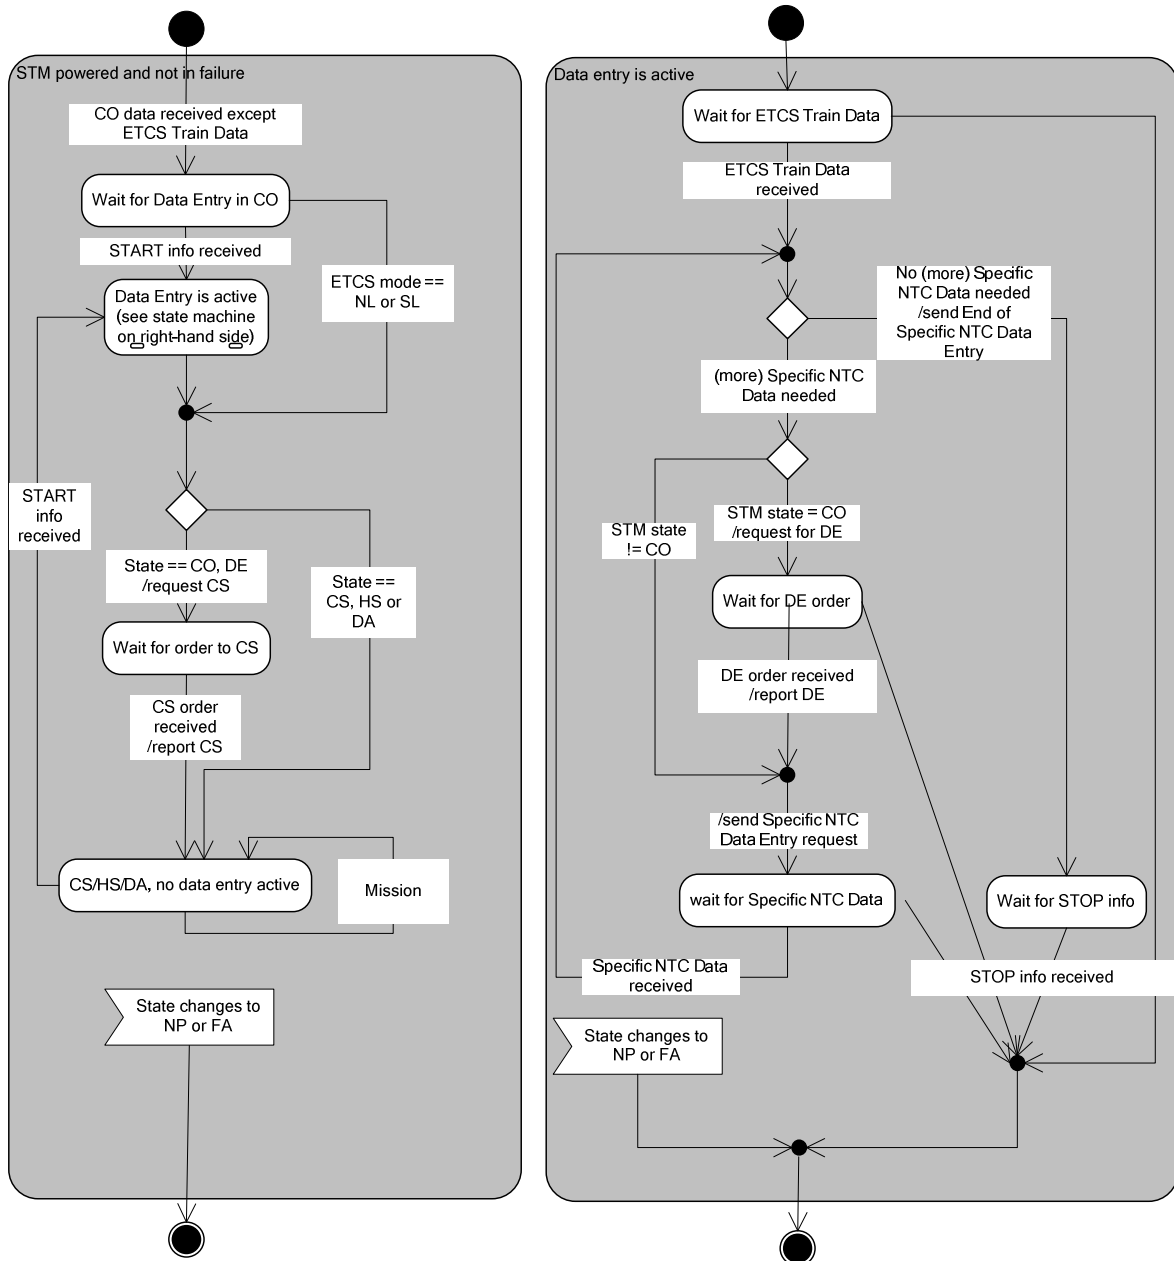 STM powered and not in failure
CO data received except
ETCS Train Data
Wait for Data Entry in CO
START info received
ETCS mode ==
NL or SL
Data Entry is active
(see state machine
on right-hand side)
START
info
received
State == CO, DE
/request CS
State ==
CS, HS or
DA
Wait for order to CS
CS order
received
/report CS
CS/HS/DA, no data entry active
Mission
State changes to
NP or FA
Data entry is active
Wait for ETCS Train Data
ETCS Train Data
received
No (more) Specific
NTC Data needed
/send End of
Specific NTC Data
Entry
(more) Specific NTC
Data needed
STM state
!= CO
STM state = CO
/request for DE
Wait for DE order
DE order received
/report DE
/send Specific NTC
Data Entry request
wait for Specific NTC Data
Wait for STOP info
Specific NTC Data
received
STOP info received
State changes to
NP or FA